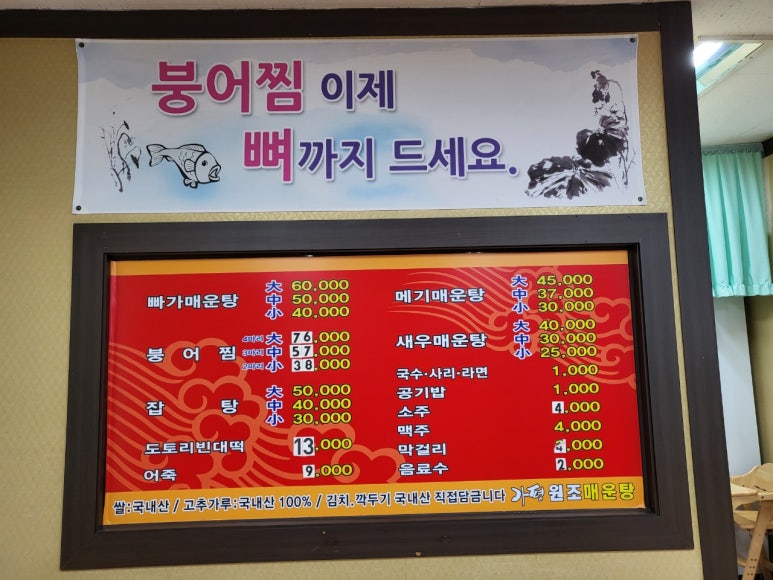 붕어찜 이제
뼈까지 드세요.
빠가매운탕 大 60,000
中 50,000
小 40,000
붕어찜 4마리 大 76,000
3마리 中 57,000
2마리 小 38,000
잡탕 大 50,000
中 40,000
小 30,000
도토리빈대떡 13,000
어죽 9,000
메기매운탕 大 45,000
中 37,000
小 30,000
새우매운탕 大 40,000
中 30,000
小 25,000
국수·사리·라면 1,000
공기밥 1,000
소주 4,000
맥주 4,000
막걸리 4,000
음료수 2,000
쌀:국내산 / 고추가루:국내산 100% / 김치.깍두기 국내산 직접담금니다 가평 원조매운탕